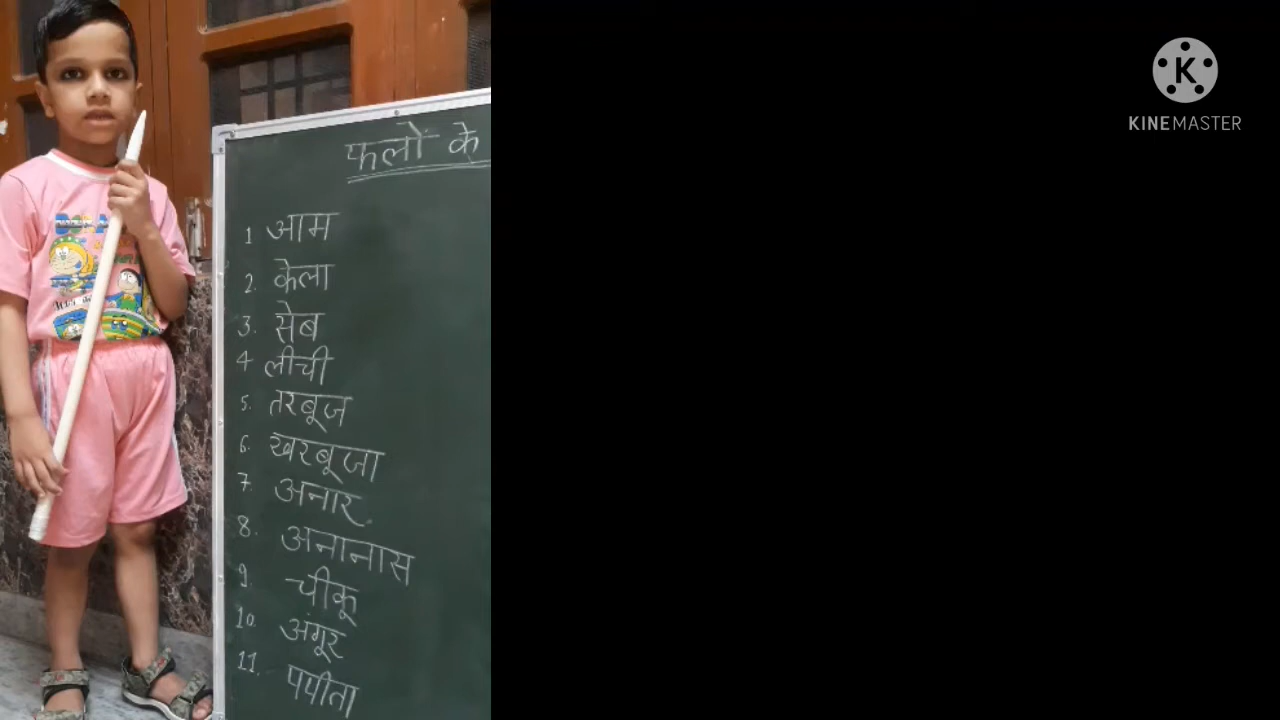 KINEMASTER
फलों के
1 आम
2. केला
3. सेब
4 लीची
5. तरबूज
6. खरबूजा
7. अनार
8. अनानास
9. चीकू
10. अंगूर
11. पपीता